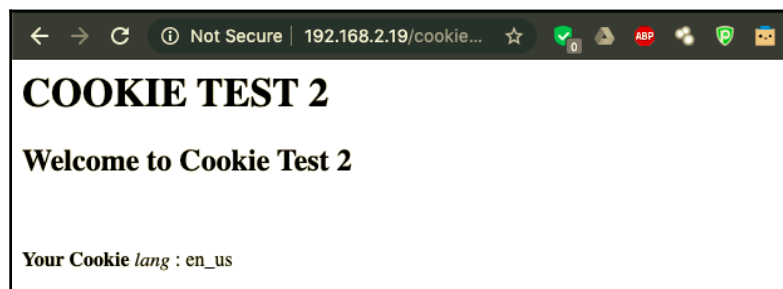 Not Secure | 192.168.2.19/cookie... 0 ABP
COOKIE TEST 2
Welcome to Cookie Test 2
Your Cookie lang : en_us